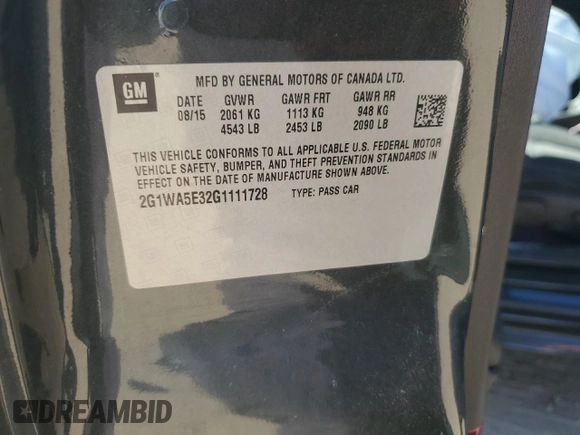 GM
MFD BY GENERAL MOTORS OF CANADA LTD.
DATE GVWR GAWR FRT GAWR RR
08/15 2061 KG 1113 KG 948 KG
4543 LB 2453 LB 2090 LB
THIS VEHICLE CONFORMS TO ALL APPLICABLE U.S. FEDERAL MOTOR
VEHICLE SAFETY, BUMPER, AND THEFT PREVENTION STANDARDS IN
EFFECT ON THE DATE OF MANUFACTURE SHOWN ABOVE.
2G1WA5E32G1111728 TYPE: PASS CAR
DREAMBID